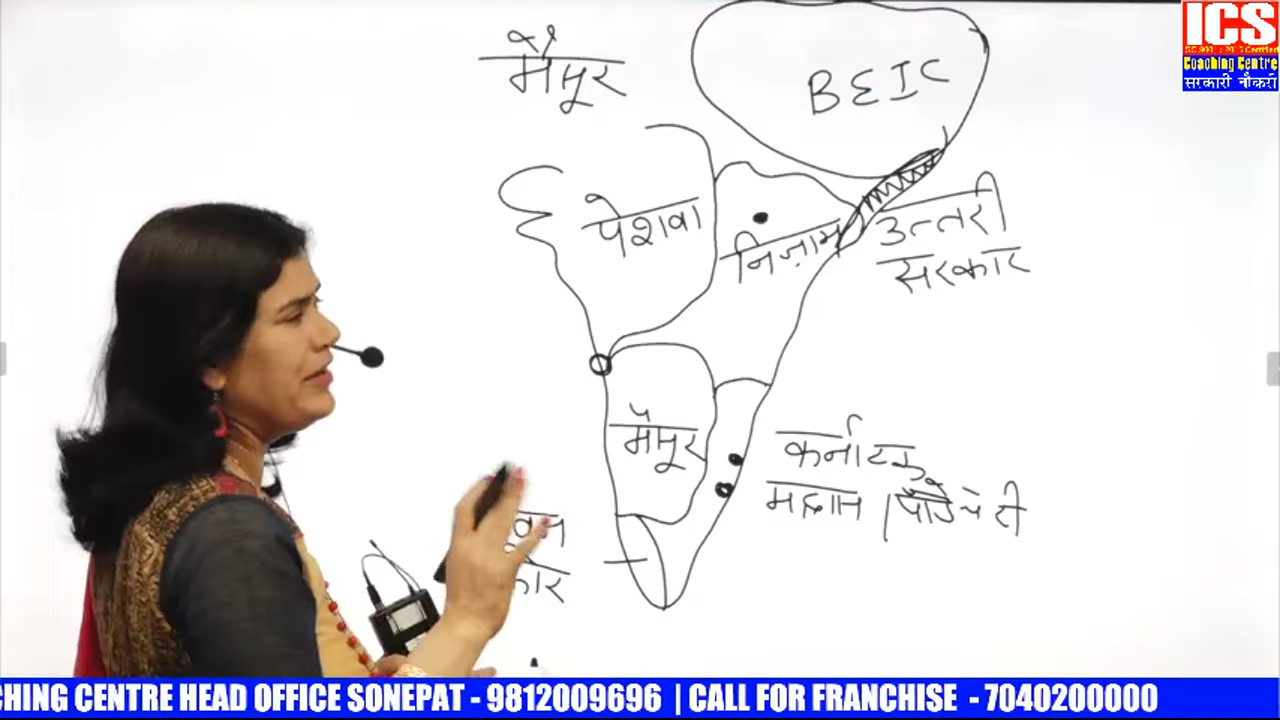 ICS
Coaching Centre
सरकारी नौकरी
मैसूर
BEIC
पेशवा
निज़ाम
उत्तरी
सरकार
मैसूर
कर्नाटक
मद्रास / पांडिचेरी
CHING CENTRE HEAD OFFICE SONEPAT - 9812009696 | CALL FOR FRANCHISE - 7040200000